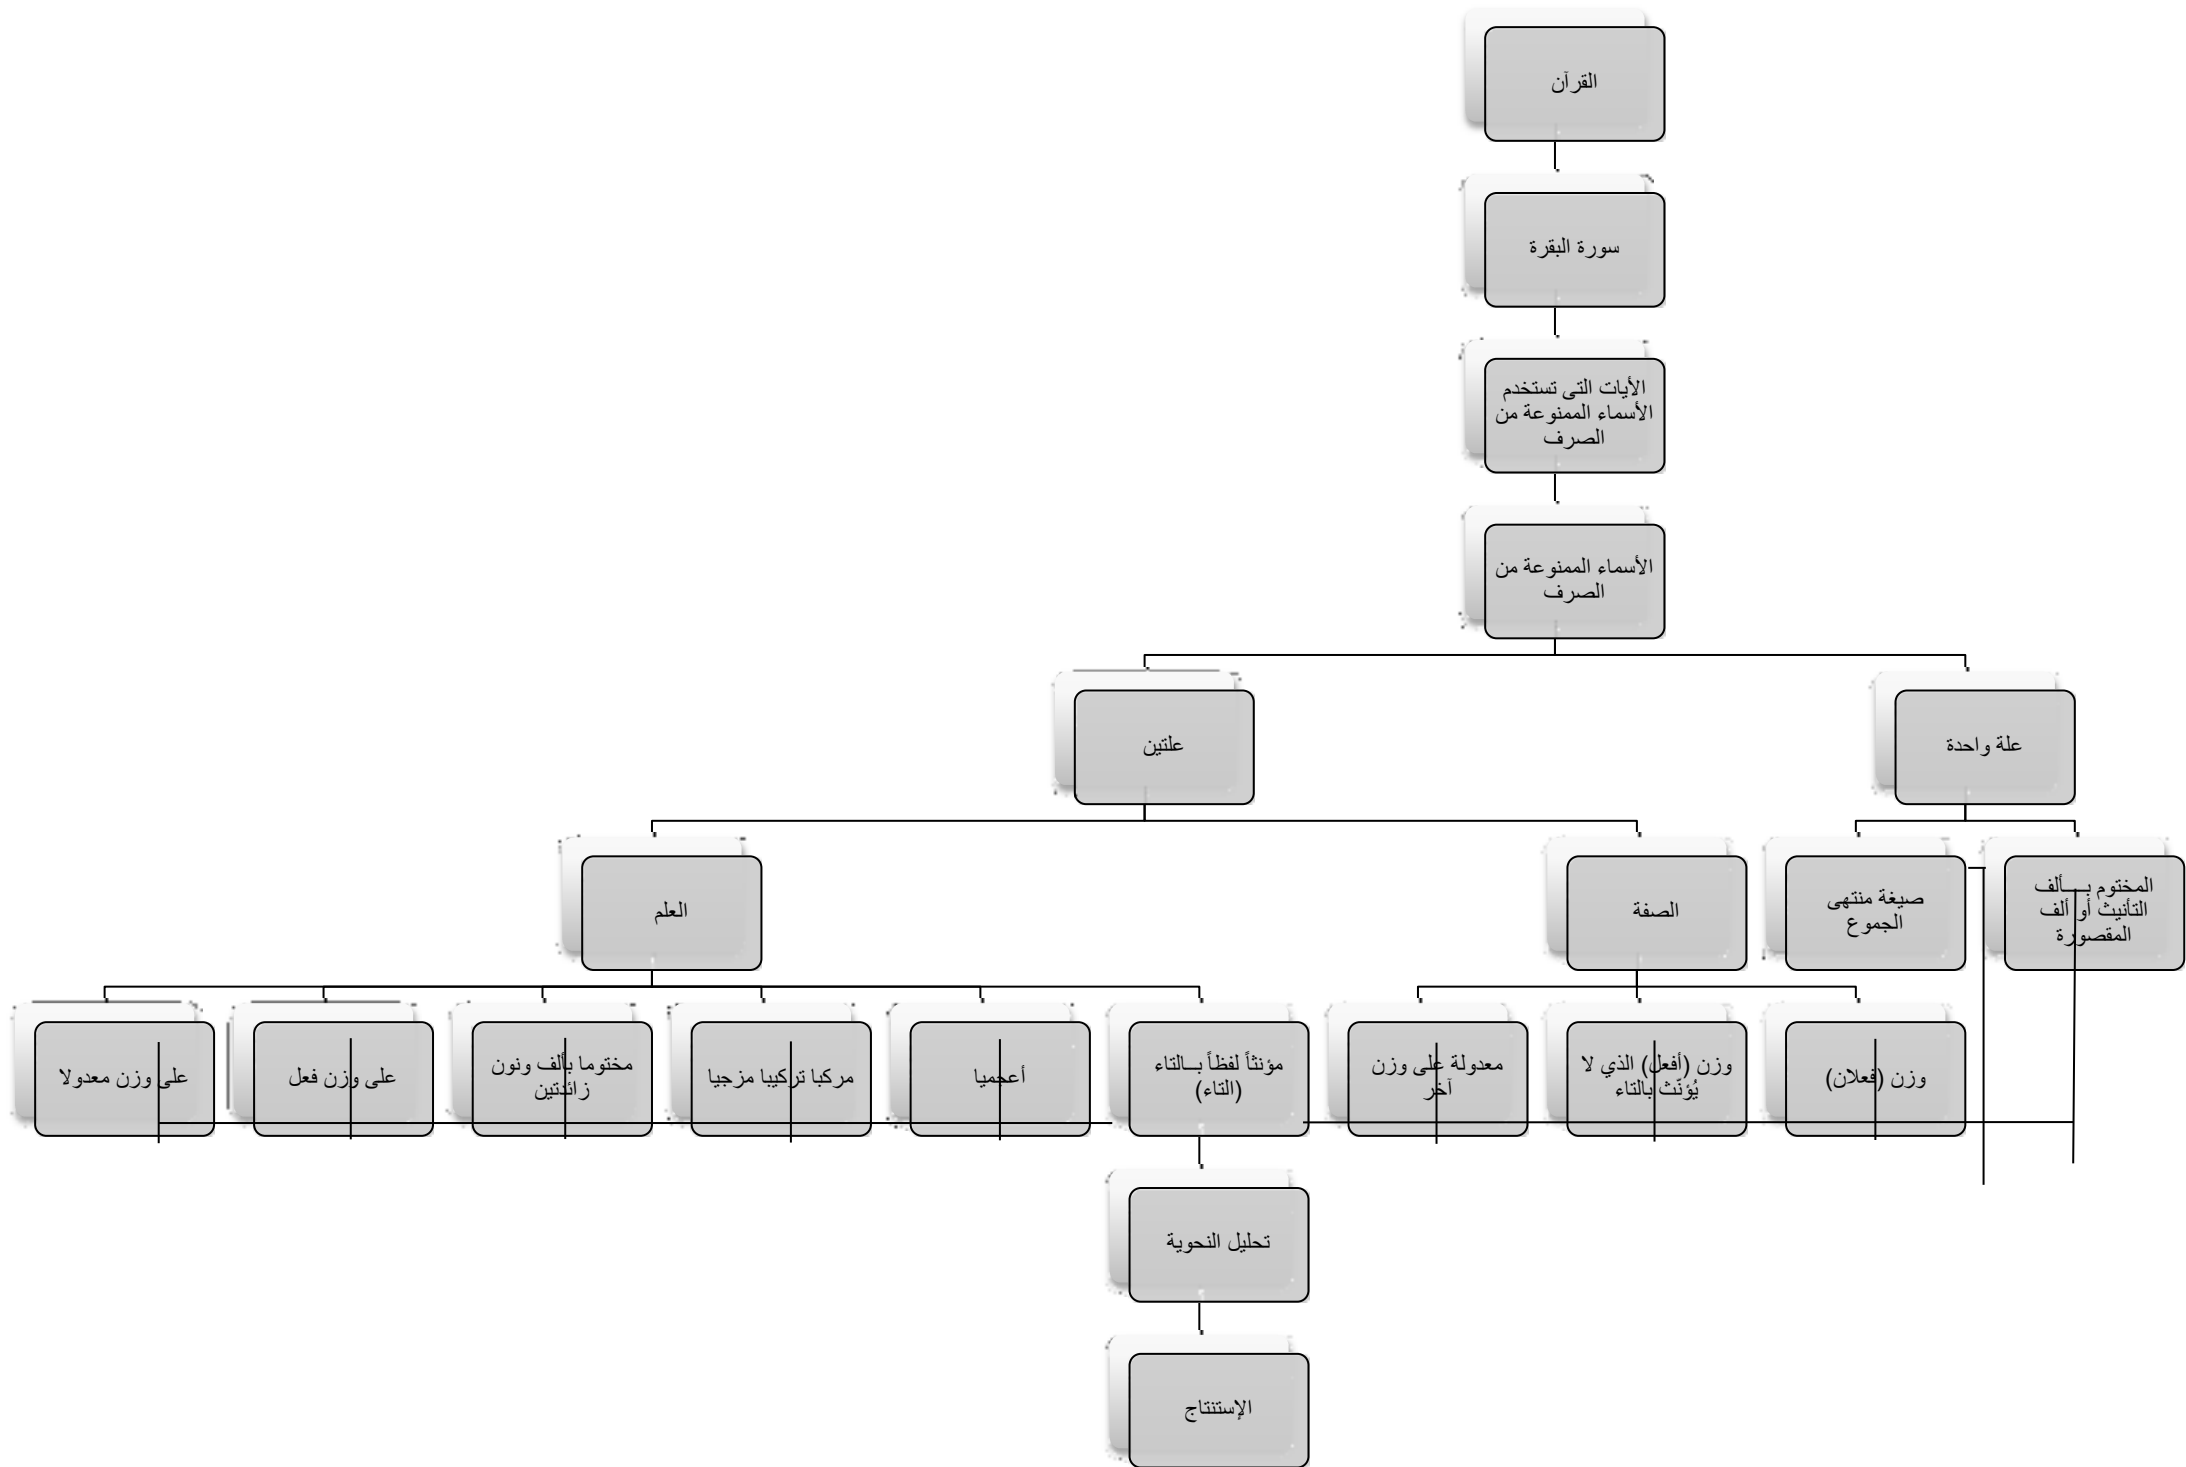 القرآن
سورة البقرة
الأيات التى تستخدم
الأسماء الممنوعة من
الصرف
الأسماء الممنوعة من
الصرف
علة واحدة
علتين
المختوم بـــألف
التأنيث أو ألف
المقصورة
صيغة منتهى
الجموع
الصفة
العلم
وزن (فعلان)
وزن (أفعل) الذي لا
يُؤنّث بالتاء
معدولة على وزن
آخر
مؤنثاً لفظاً بــالتاء
(التاء)
أعجميا
مركبا تركيبا مزجيا
مختوما بألف ونون
زائدتين
على وزن فعل
على وزن معدولا
تحليل النحوية
الإستنتاج